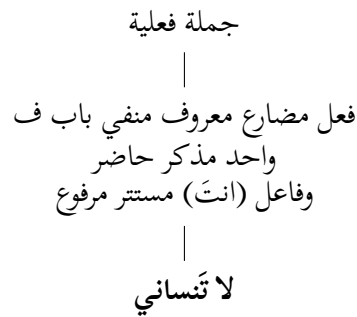 جملة فعلية
فعل مضارع معروف منفي باب ف
واحد مذكر حاضر
وفاعل (انتَ) مستتر مرفوع
لا تَنساني